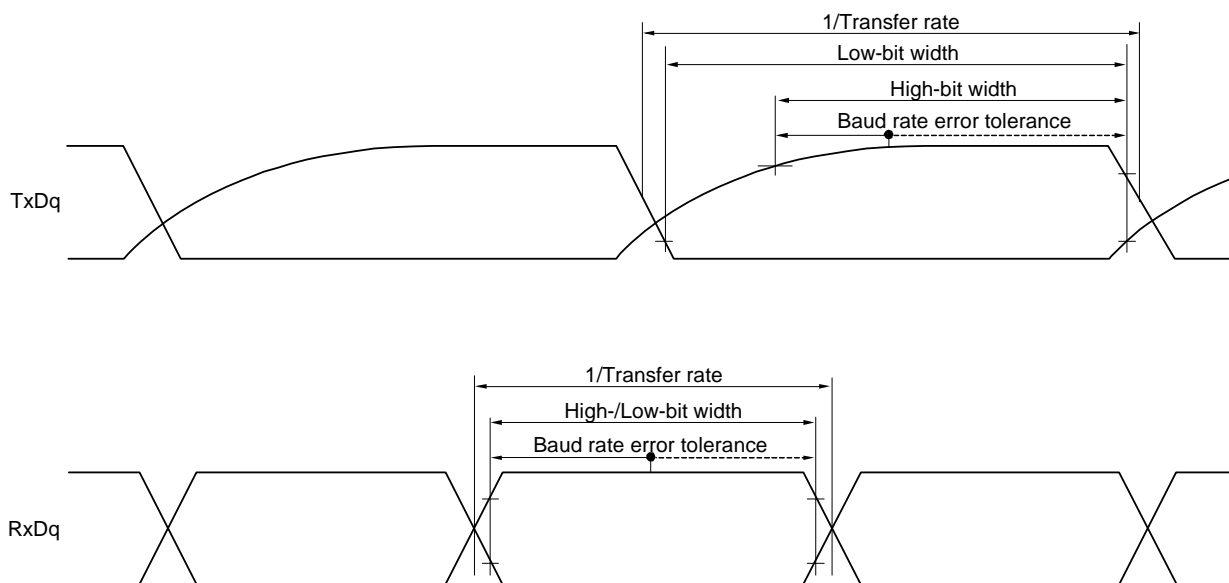 1/Transfer rate
Low-bit width
High-bit width
Baud rate error tolerance
TxDq
1/Transfer rate
High-/Low-bit width
Baud rate error tolerance
RxDq